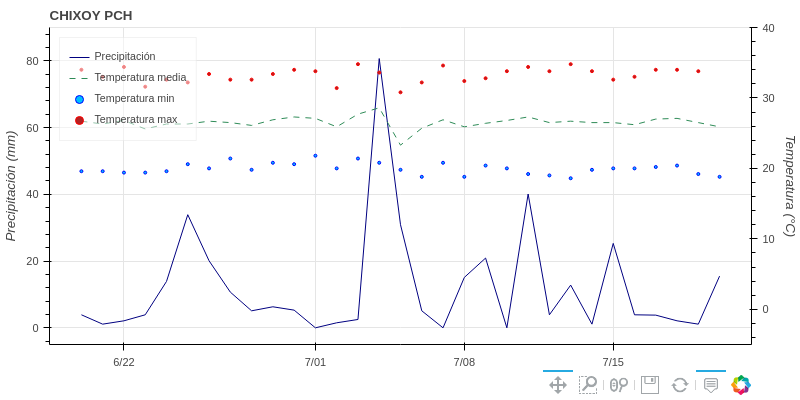 CHIXOY PCH
Precipitación
Temperatura media
Temperatura min
Temperatura max
Precipitación (mm)
80
60
40
20
0
Temperatura (°C)
40
30
20
10
0
6/22
7/01
7/08
7/15